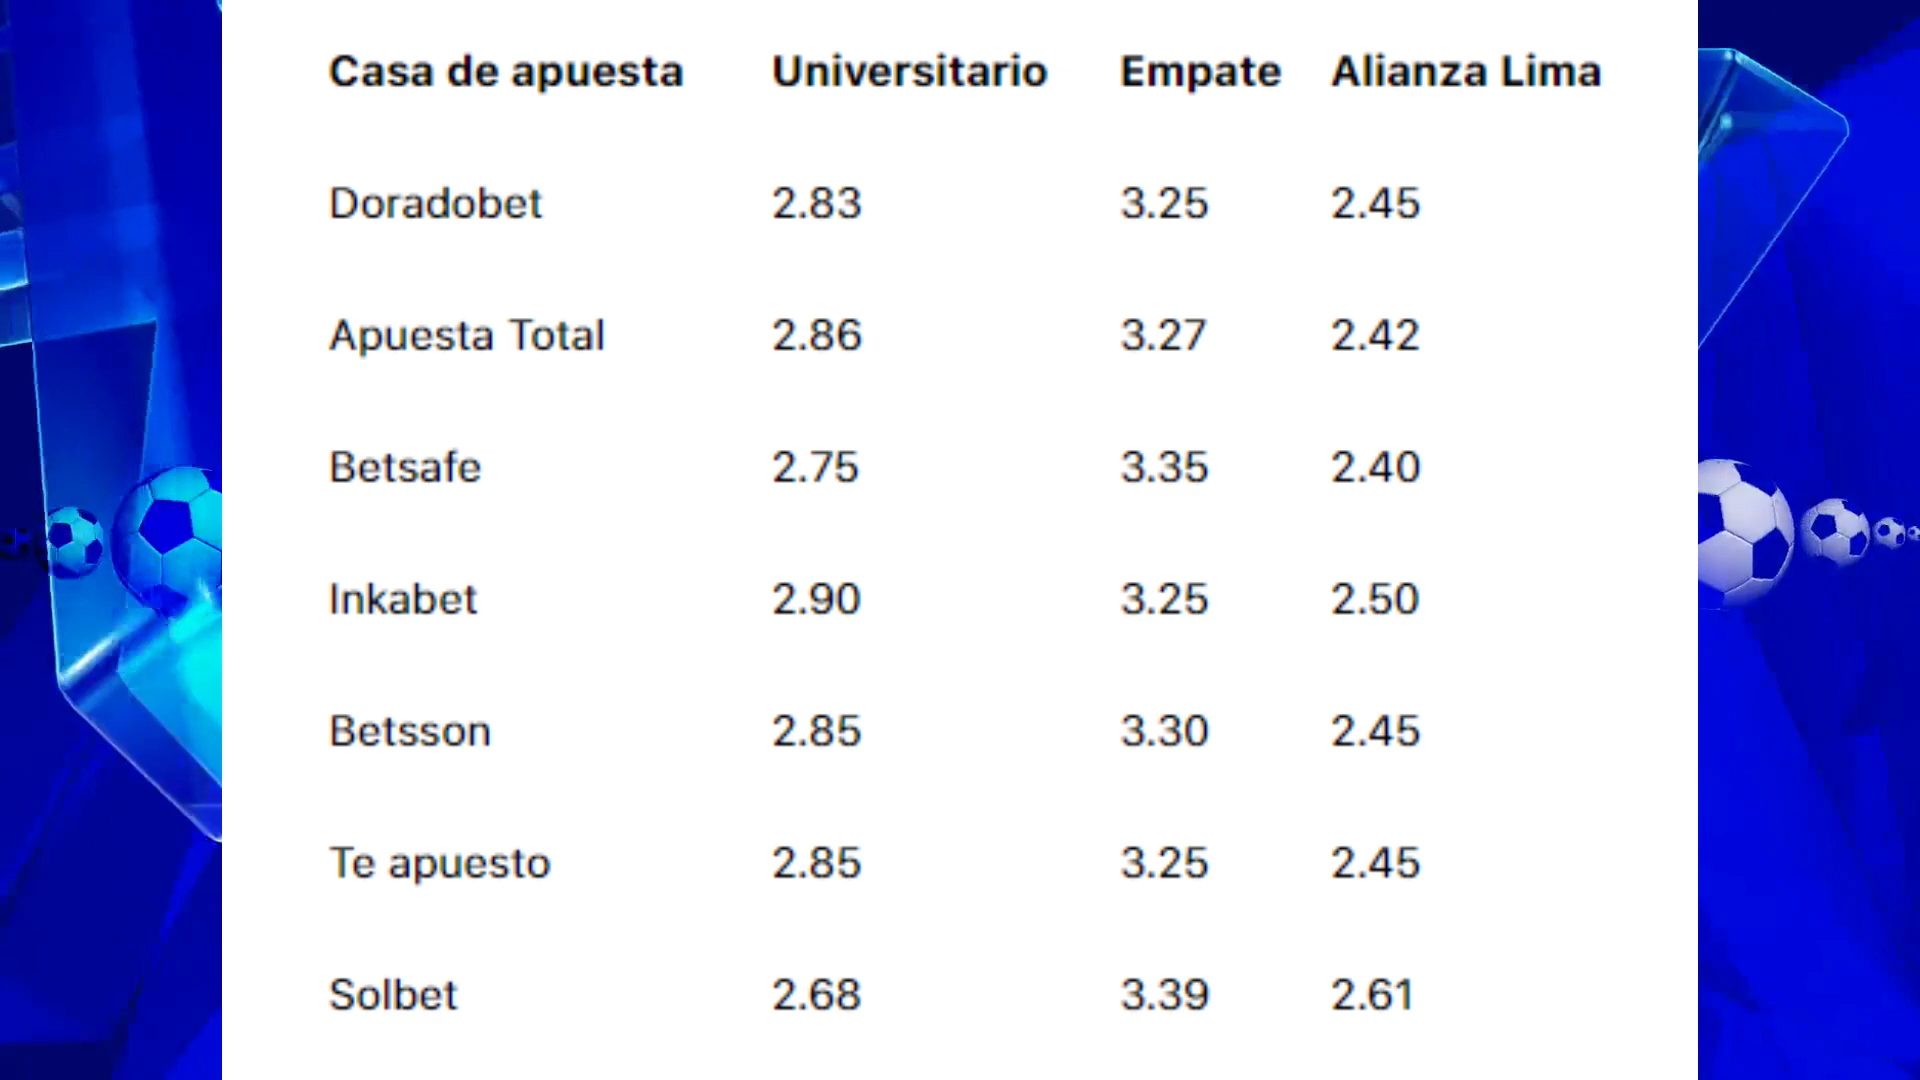 Casa de apuesta Universitario Empate Alianza Lima
Doradobet 2.83 3.25 2.45
Apuesta Total 2.86 3.27 2.42
Betsafe 2.75 3.35 2.40
Inkabet 2.90 3.25 2.50
Betsson 2.85 3.30 2.45
Te apuesto 2.85 3.25 2.45
Solbet 2.68 3.39 2.61